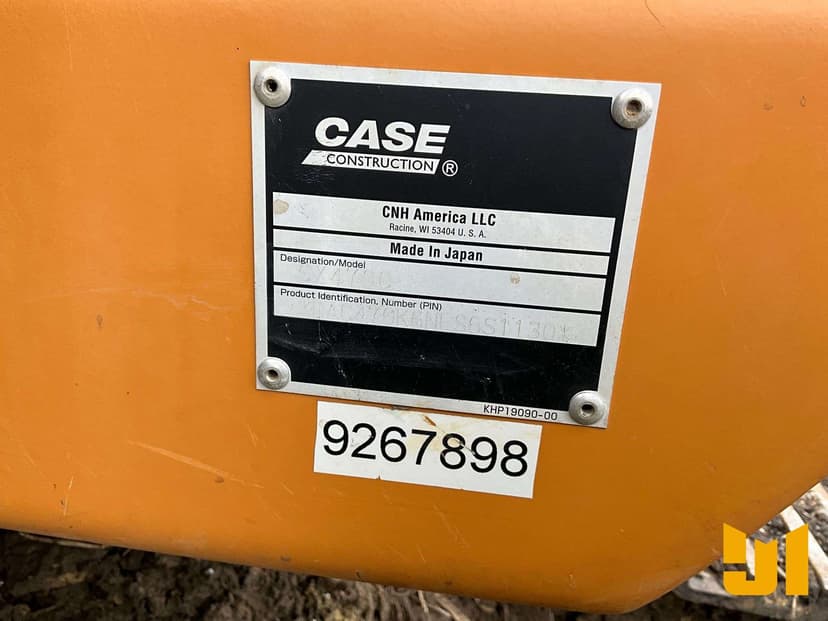 CASE
CONSTRUCTION ®
CNH America LLC
Racine, WI 53404 U. S. A.
Made In Japan
Designation/Model
Product Identification, Number (PIN)
KHP19090-00
9267898